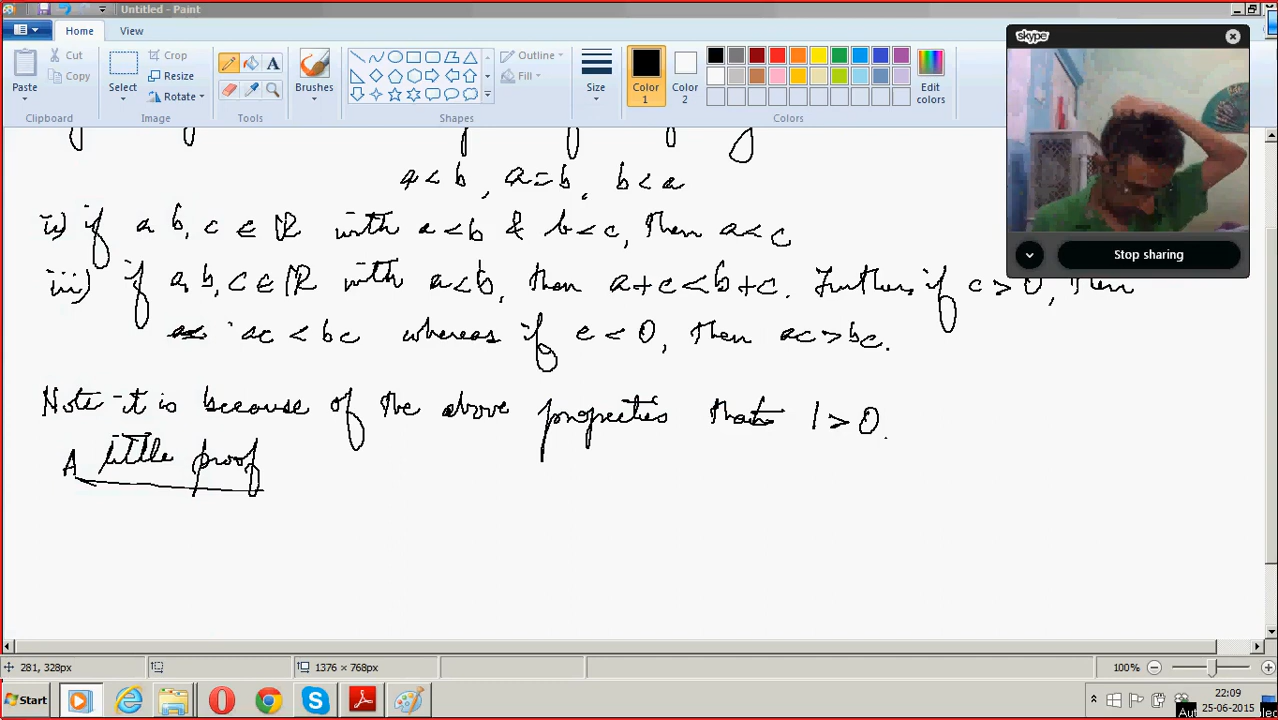 Untitled - Paint
Home
View
Paste
Cut
Copy
Clipboard
Select
Crop
Resize
Rotate
Image
Tools
Brushes
Outline
Fill
Shapes
Size
Color 1
Color 2
Edit colors
Colors
skype
Stop sharing
a < b , a = b , b < a
ii) if a b, c ∈ ℝ with a < b & b < c, then a < c
iii) if a, b, c ∈ ℝ with a < b, then a + c < b + c. Further, if c > 0, then
ac < bc whereas if c < 0, then ac > bc.
Note - it is because of the above properties that 1 > 0.
A little proof
281, 328px
1376 × 768px
100%
Start
22:09
25-06-2015